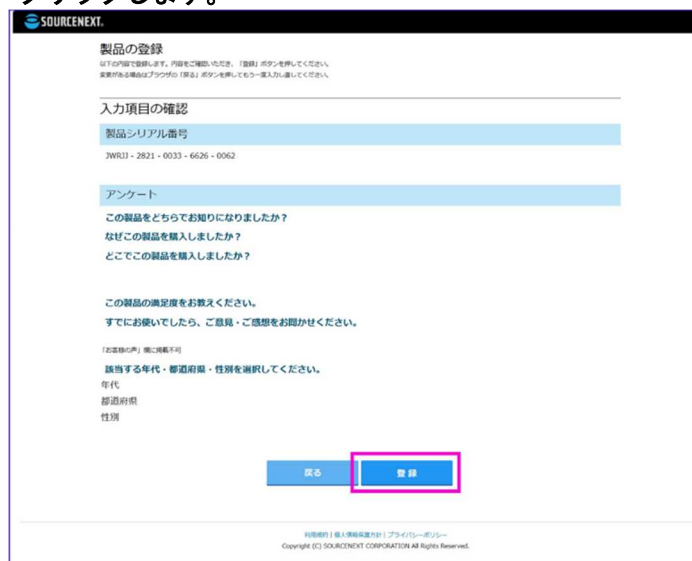 クリックします。
SOURCENEXT.
製品の登録
以下の内容で登録します。内容をご確認いただき、「登録」ボタンを押してください。
変更がある場合はブラウザの「戻る」ボタンを押してもう一度入力し直してください。
入力項目の確認
製品シリアル番号
JWRJJ - 2821 - 0033 - 6626 - 0062
アンケート
この製品をどちらでお知りになりましたか？
なぜこの製品を購入しましたか？
どこでこの製品を購入しましたか？
この製品の満足度をお教えください。
すでにお使いでしたら、ご意見・ご感想をお聞かせください。
「お客様の声」欄に掲載不可
該当する年代・都道府県・性別を選択してください。
年代
都道府県
性別
戻る 登録
利用規約 | 個人情報保護方針 | プライバシーポリシー
Copyright (C) SOURCENEXT CORPORATION All Rights Reserved.